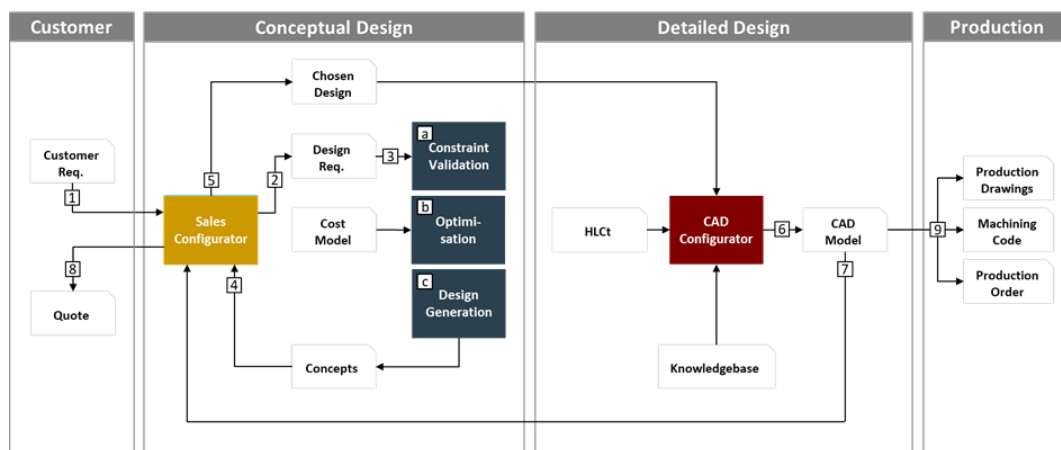 Customer
Conceptual Design
Detailed Design
Production
Chosen
Design
a
Constraint
Validation
Design
Req.
3
Customer
Req.
1
5
2
Sales
Configurator
Cost
Model
b
Optimi-
sation
8
4
Quote
c
Design
Generation
Concepts
HLCt
CAD
Configurator
6
CAD
Model
7
Knowledgebase
9
Production
Drawings
Machining
Code
Production
Order